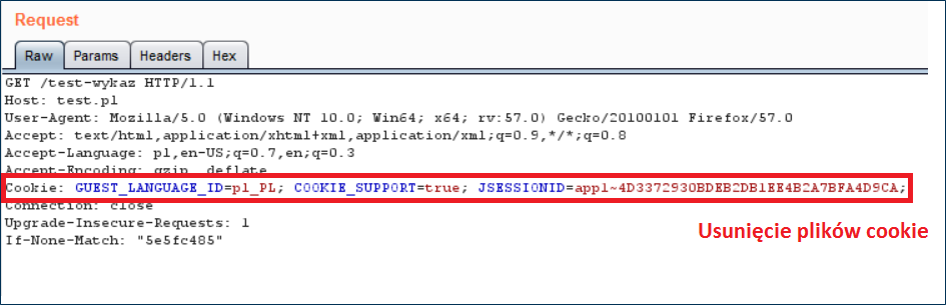 Request
Raw Params Headers Hex
GET /test-wykaz HTTP/1.1
Host: test.pl
User-Agent: Mozilla/5.0 (Windows NT 10.0; Win64; x64; rv:57.0) Gecko/20100101 Firefox/57.0
Accept: text/html,application/xhtml+xml,application/xml;q=0.9,*/*;q=0.8
Accept-Language: pl,en-US;q=0.7,en;q=0.3
Accept-Encoding: gzip, deflate
Cookie: GUEST_LANGUAGE_ID=pl_PL; COOKIE_SUPPORT=true; JSESSIONID=app1~4D3372930BDEB2DB1EE4B2A7BFA4D9CA;
Connection: close
Upgrade-Insecure-Requests: 1
If-None-Match: "5e5fc485"
Usunięcie plików cookie